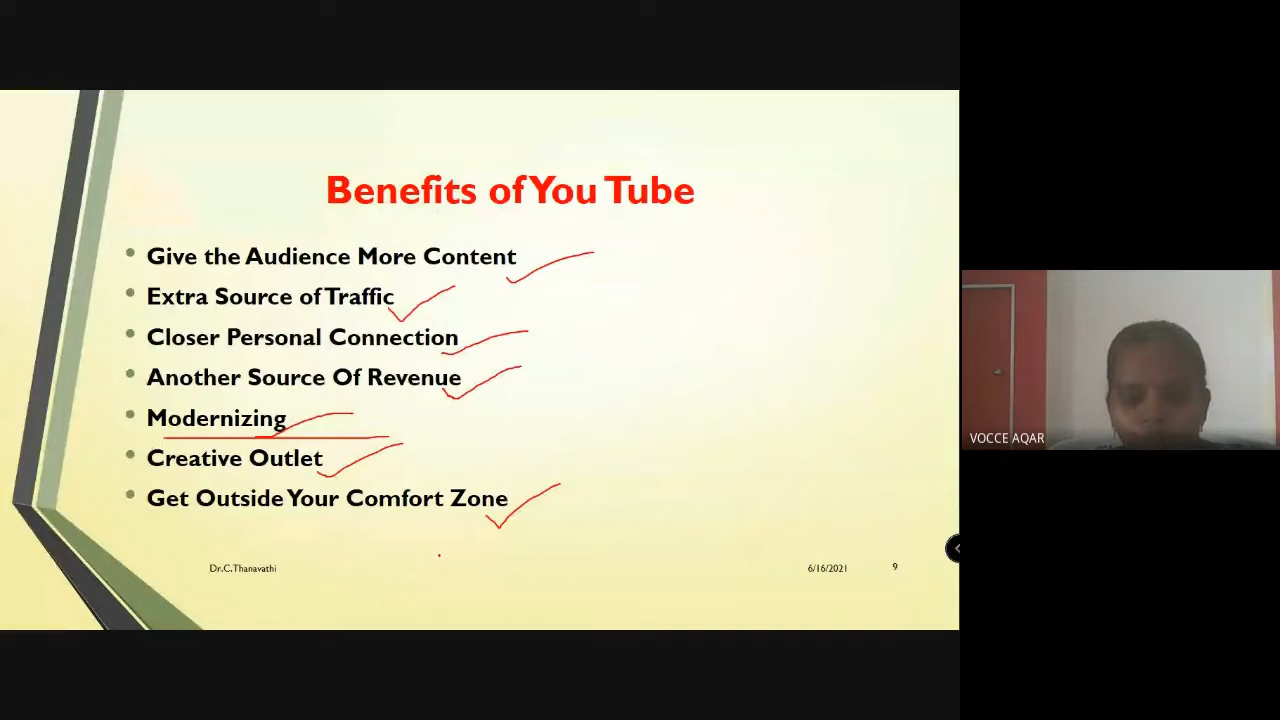 Benefits of You Tube
Give the Audience More Content
Extra Source of Traffic
Closer Personal Connection
Another Source Of Revenue
Modernizing
Creative Outlet
Get Outside Your Comfort Zone
Dr.C.Thanavathi
6/16/2021
9
VOCCE AQAR